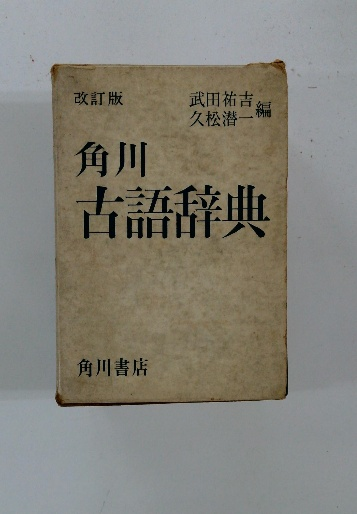 改訂版
武田祐吉
久松潜一
編
角川
古語辞典
角川書店